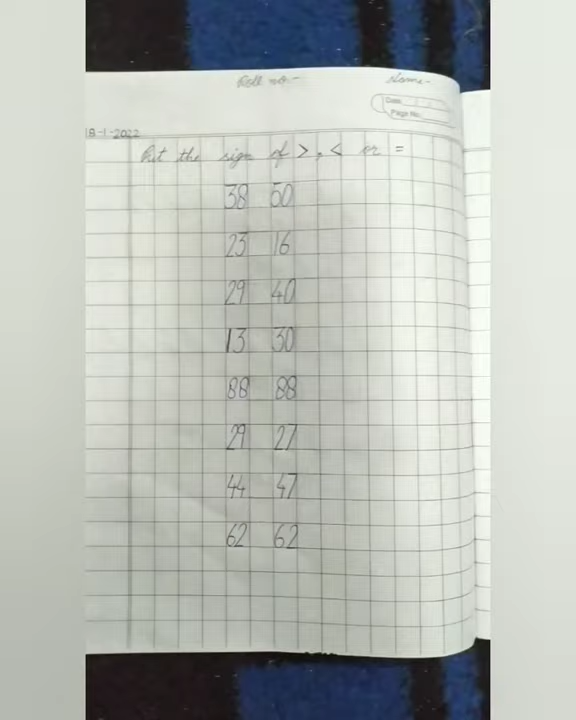 Roll no - Name -
Date:
Page No.
18-1-2022
Put the sign of >, < or =
38 50
23 16
29 40
13 30
88 88
29 27
44 47
62 62